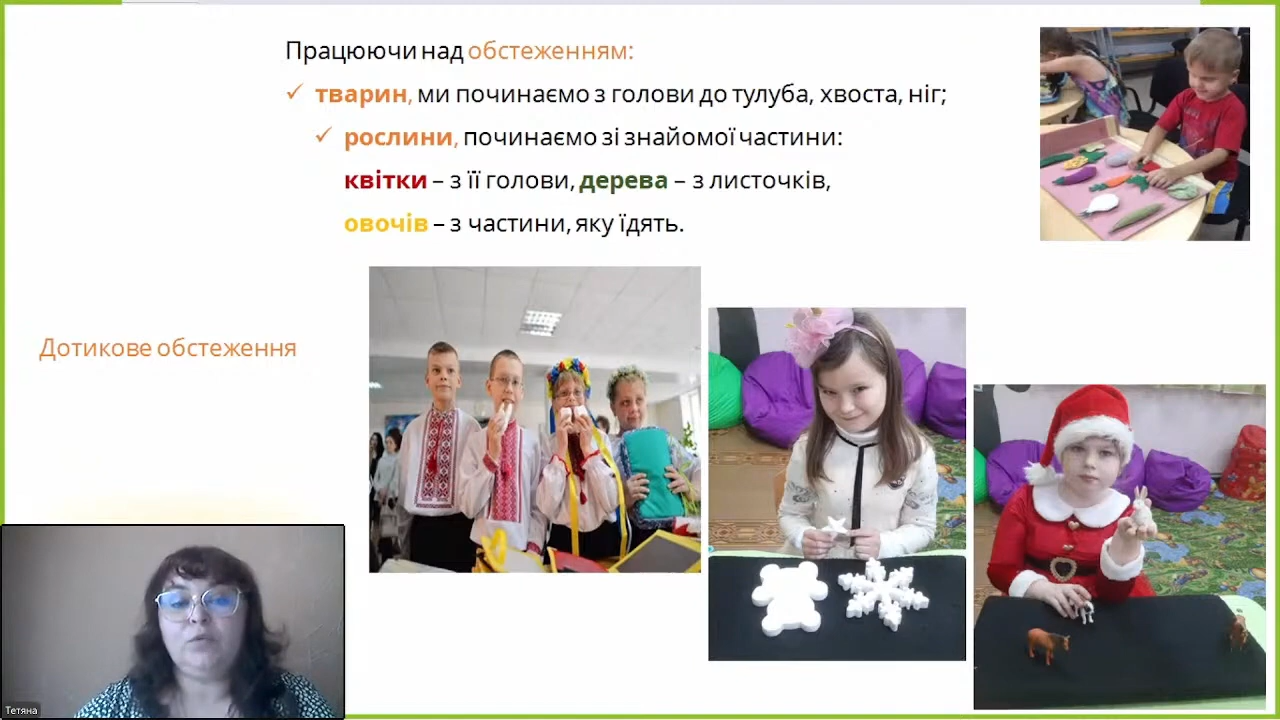 Працюючи над обстеженням:
✓ тварин, ми починаємо з голови до тулуба, хвоста, ніг;
✓ рослини, починаємо зі знайомої частини:
квітки – з її голови, дерева – з листочків,
овочів – з частини, яку їдять.
Дотикове обстеження
Тетяна